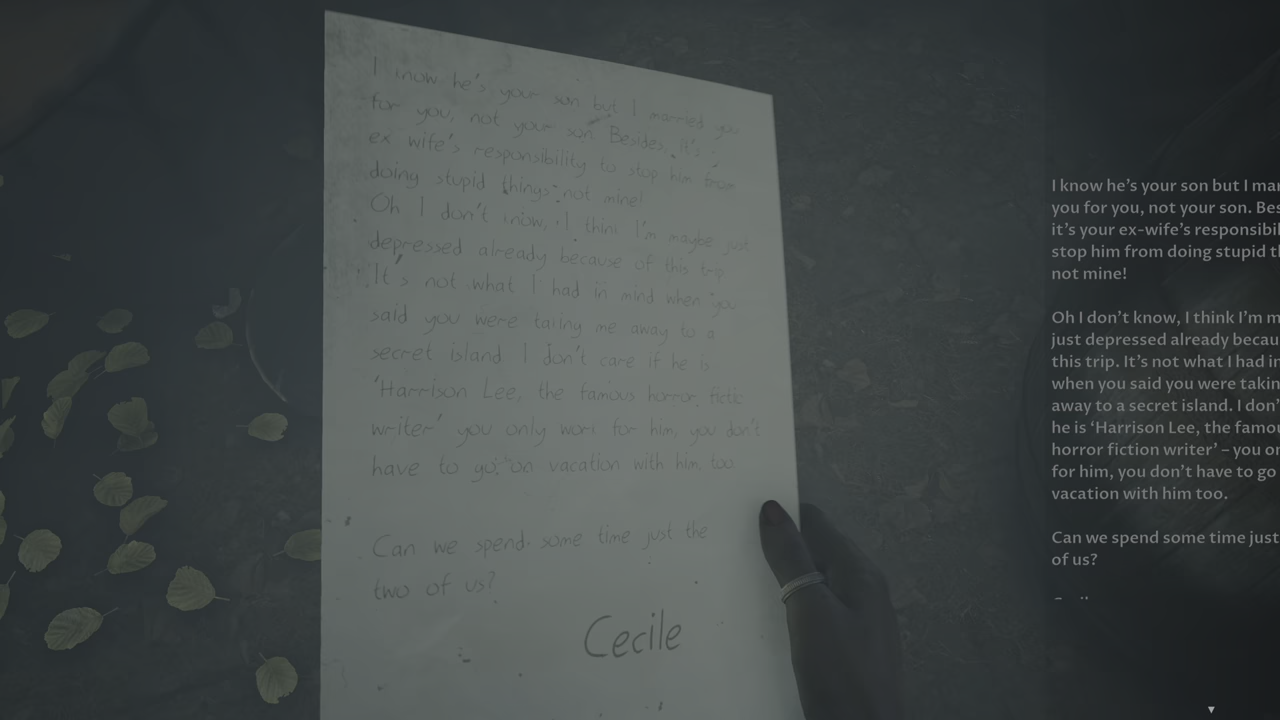 I know he's your son but I married you
for you, not your son. Besides, it's
ex wife's responsibility to stop him from
doing stupid things not mine!
Oh I don't know, I think I'm maybe just
depressed already because of this trip
It's not what I had in mind when you
said you were taking me away to a
secret island I don't care if he is
'Harrison Lee, the famous horror fictic
writer' you only work for him, you don't
have to go on vacation with him too
Can we spend some time just the
two of us?
Cecile
I know he's your son but I mar
you for you, not your son. Bes
it's your ex-wife's responsibil
stop him from doing stupid th
not mine!
Oh I don't know, I think I'm m
just depressed already becau
this trip. It's not what I had in
when you said you were takin
away to a secret island. I don'
he is 'Harrison Lee, the famou
horror fiction writer' – you on
for him, you don't have to go
vacation with him too.
Can we spend some time just
of us?